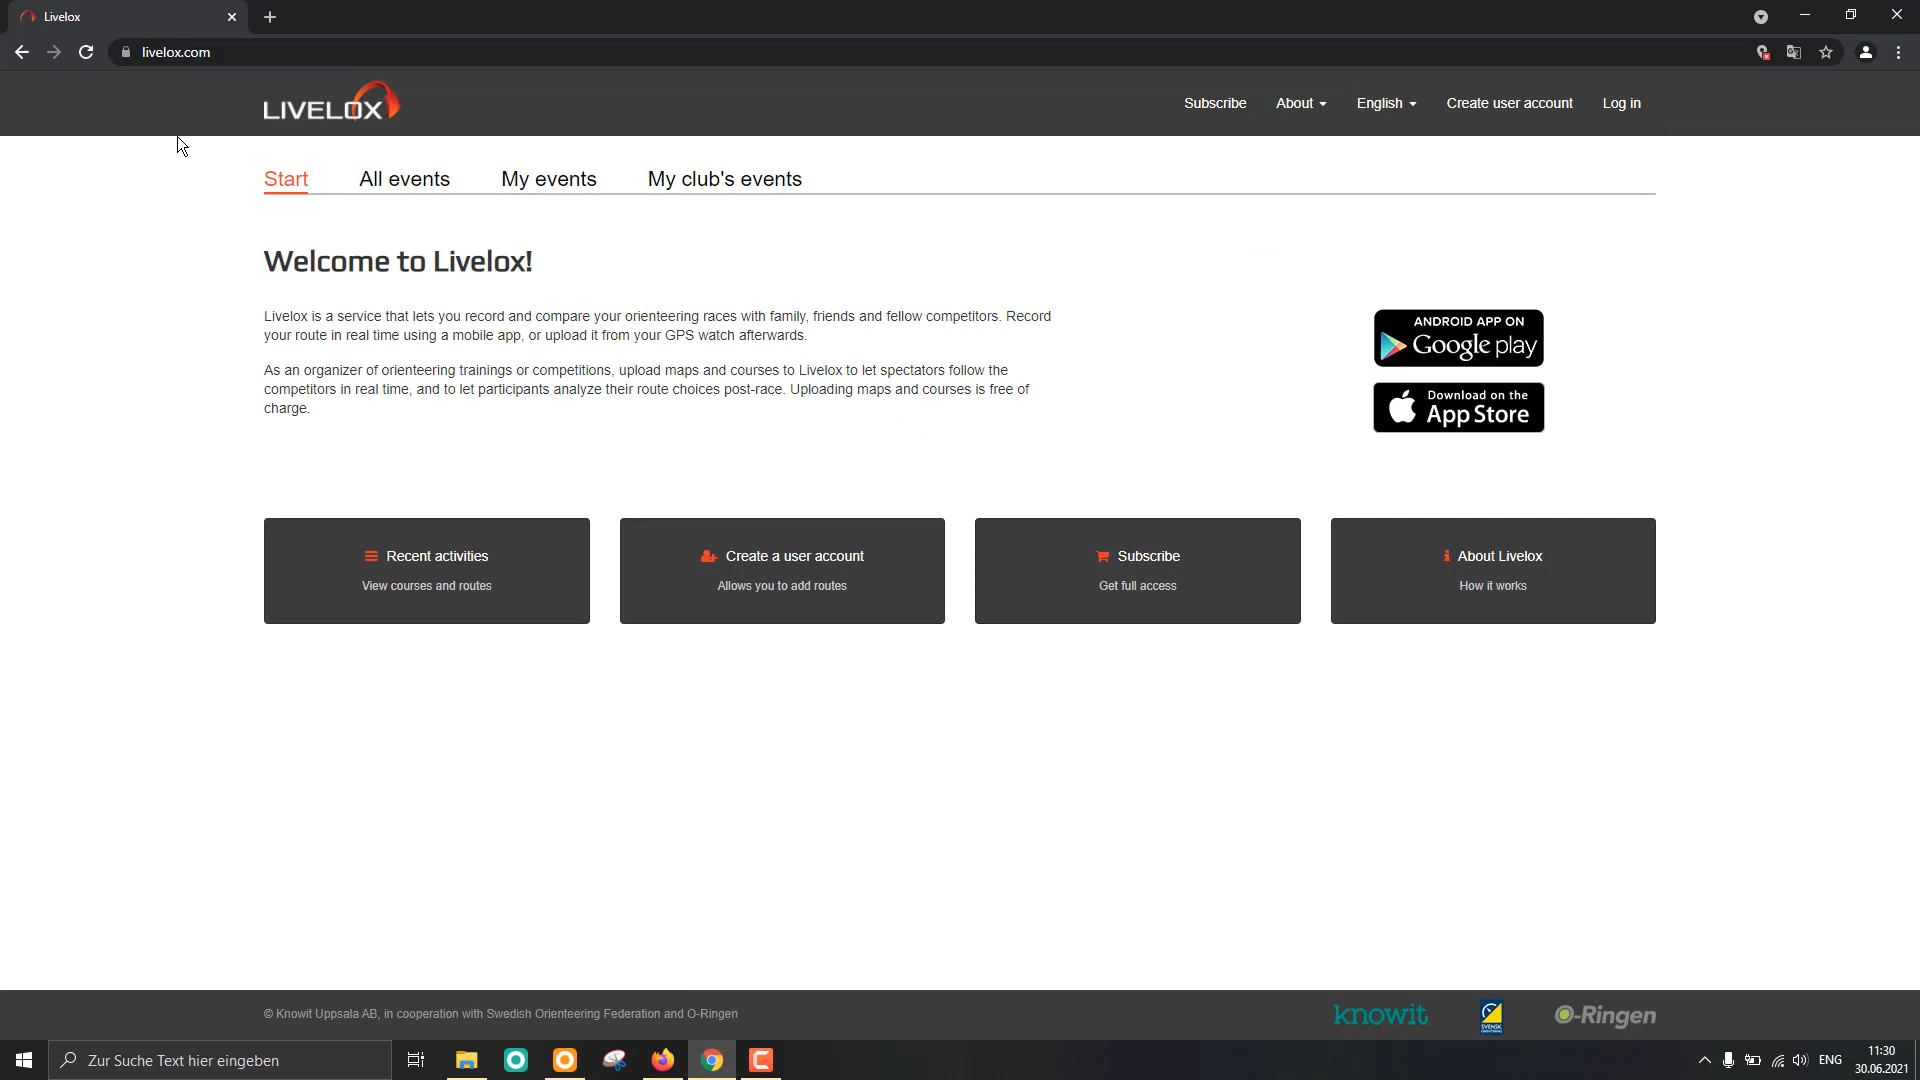 Livelox
livelox.com
LIVELOX
Subscribe
About
English
Create user account
Log in
Start
All events
My events
My club's events
Welcome to Livelox!
Livelox is a service that lets you record and compare your orienteering races with family, friends and fellow competitors. Record
your route in real time using a mobile app, or upload it from your GPS watch afterwards.
As an organizer of orienteering trainings or competitions, upload maps and courses to Livelox to let spectators follow the
competitors in real time, and to let participants analyze their route choices post-race. Uploading maps and courses is free of
charge.
ANDROID APP ON
Google play
Download on the
App Store
Recent activities
View courses and routes
Create a user account
Allows you to add routes
Subscribe
Get full access
About Livelox
How it works
© Knowit Uppsala AB, in cooperation with Swedish Orienteering Federation and O-Ringen
knowit
SVENSK
O-Ringen
Zur Suche Text hier eingeben
ENG
11:30
30.06.2021